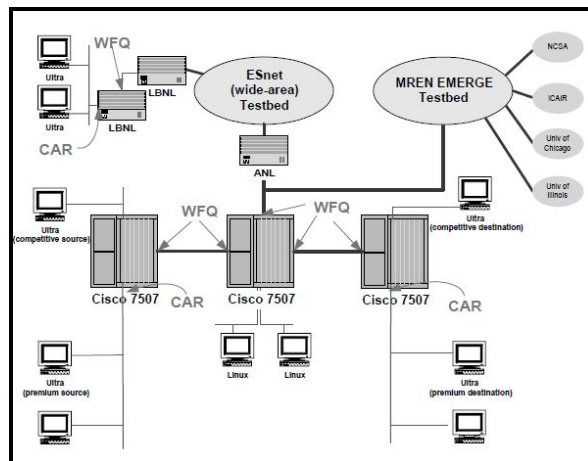 WFQ
Ultra
LBNL
ESnet
(wide-area)
Testbed
MREN EMERGE
Testbed
NCSA
ICAIR
Univ of
Chicago
Univ of
Illinois
Ultra
LBNL
CAR
ANL
Ultra
(competitive source)
WFQ
WFQ
WFQ
Ultra
(competitive destination)
Cisco 7507
CAR
Cisco 7507
Cisco 7507
CAR
Linux
Linux
Ultra
(premium source)
Ultra
(premium destination)